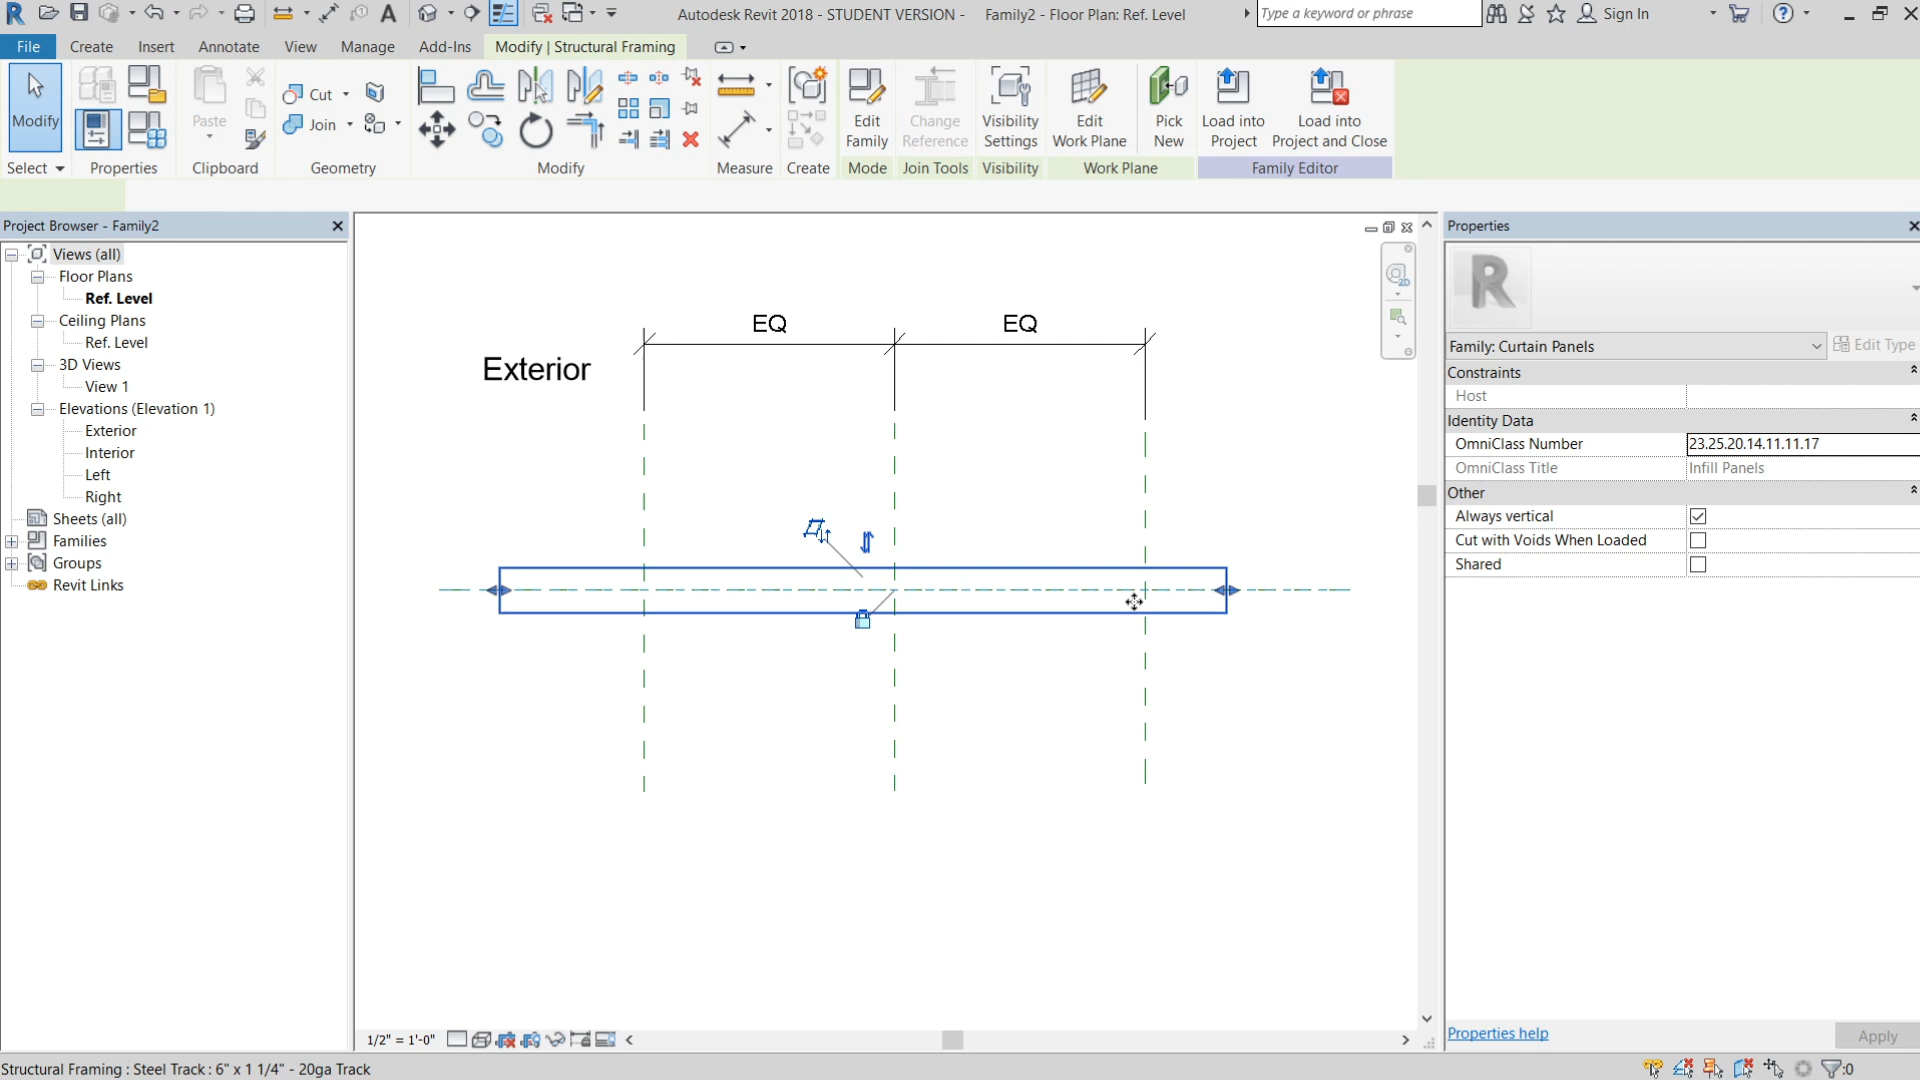 Autodesk Revit 2018 - STUDENT VERSION - Family2 - Floor Plan: Ref. Level
Type a keyword or phrase
Sign In
File Create Insert Annotate View Manage Add-Ins Modify | Structural Framing
Modify
Paste
Cut
Join
Edit Family
Change Reference
Visibility Settings
Edit Work Plane
Pick New
Load into Project
Load into Project and Close
Select Properties Clipboard Geometry Modify Measure Create Mode Join Tools Visibility Work Plane Family Editor
Project Browser - Family2
Views (all)
Floor Plans
Ref. Level
Ceiling Plans
Ref. Level
3D Views
View 1
Elevations (Elevation 1)
Exterior
Interior
Left
Right
Sheets (all)
Families
Groups
Revit Links
EQ EQ
Exterior
2D
1/2" = 1'-0"
Properties
R
Family: Curtain Panels
Edit Type
Constraints
Host
Identity Data
OmniClass Number 23.25.20.14.11.11.17
OmniClass Title Infill Panels
Other
Always vertical
Cut with Voids When Loaded
Shared
Properties help
Apply
Structural Framing : Steel Track : 6" x 1 1/4" - 20ga Track
:0